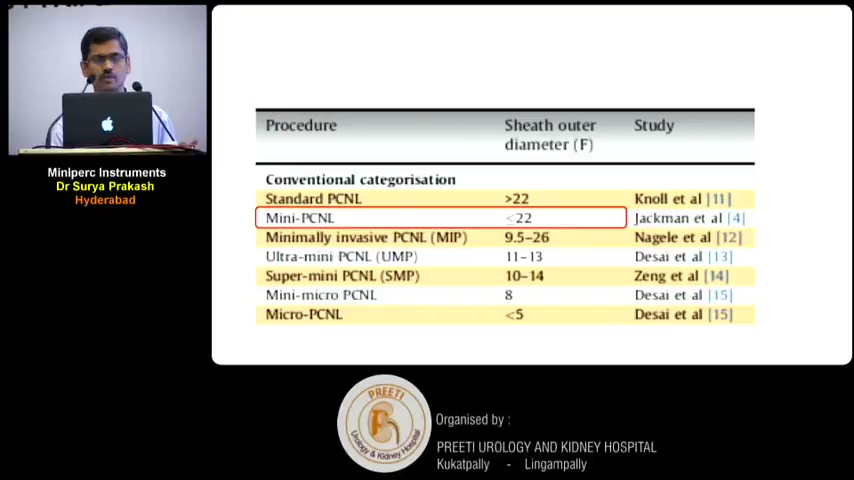 Miniperc Instruments
Dr Surya Prakash
Hyderabad
Procedure Sheath outer diameter (F) Study
Conventional categorisation
Standard PCNL >22 Knoll et al [11]
Mini-PCNL ≤22 Jackman et al [4]
Minimally invasive PCNL (MIP) 9.5–26 Nagele et al [12]
Ultra-mini PCNL (UMP) 11–13 Desai et al [13]
Super-mini PCNL (SMP) 10–14 Zeng et al [14]
Mini-micro PCNL 8 Desai et al [15]
Micro-PCNL <5 Desai et al [15]
PREETI
Urology & Kidney Hospital
Organised by :
PREETI UROLOGY AND KIDNEY HOSPITAL
Kukatpally - Lingampally